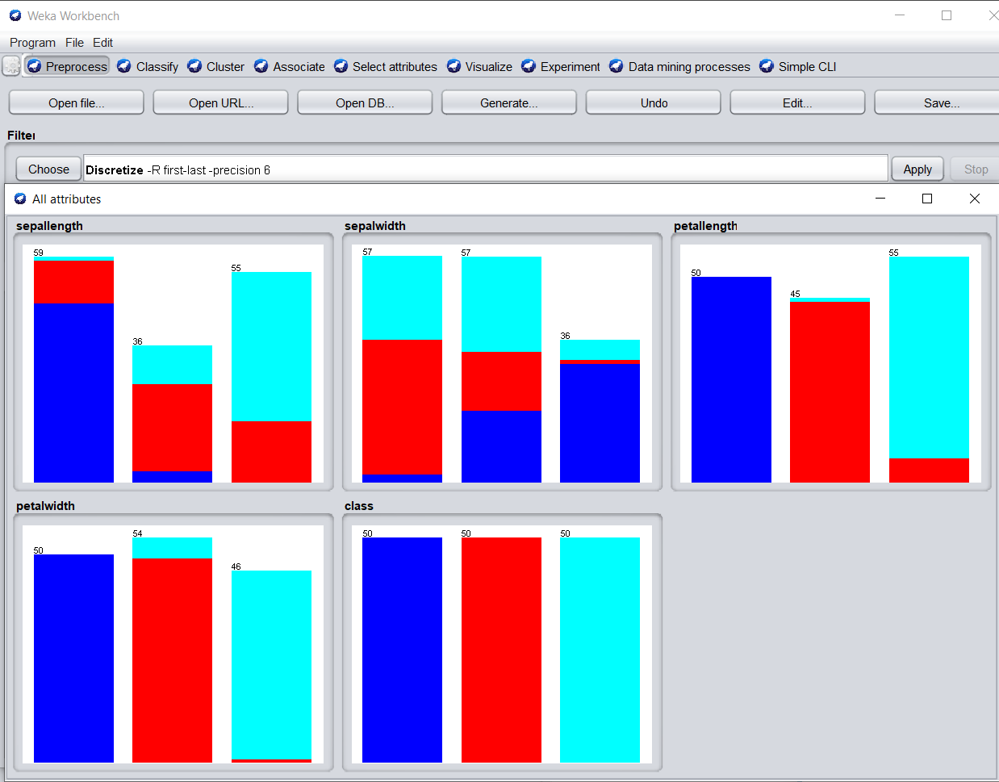 Weka Workbench
Program File Edit
Preprocess Classify Cluster Associate Select attributes Visualize Experiment Data mining processes Simple CLI
Open file... Open URL... Open DB... Generate... Undo Edit... Save...
Filter
Choose Discretize -R first-last -precision 6 Apply Stop
All attributes
sepallength sepalwidth petallength
59 36 55 57 57 36 50 45 55
petalwidth class
50 54 46 50 50 50